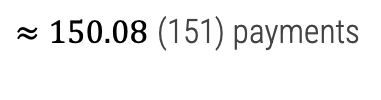 ≈ 150.08 (151) payments